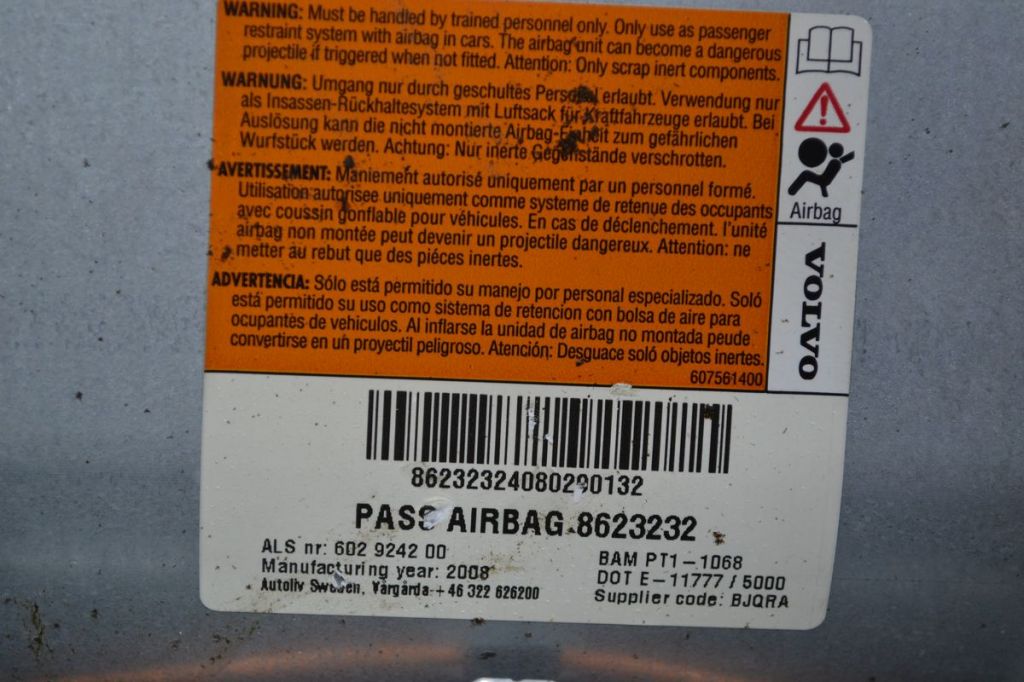 WARNING: Must be handled by trained personnel only. Only use as passenger
restraint system with airbag in cars. The airbag unit can become a dangerous
projectile if triggered when not fitted. Attention: Only scrap inert components.
WARNUNG: Umgang nur durch geschultes Personal erlaubt. Verwendung nur
als Insassen-Rückhaltesystem mit Luftsack für Kraftfahrzeuge erlaubt. Bei
Auslösung kann die nicht montierte Airbag-Einheit zum gefährlichen
Wurfstück werden. Achtung: Nur inerte Gegenstände verschrotten.
AVERTISSEMENT: Maniement autorisé uniquement par un personnel formé.
Utilisation autorisee uniquement comme systeme de retenue des occupants
avec coussin gonflable pour véhicules. En cas de déclenchement. l'unité
airbag non montée peut devenir un projectile dangereux. Attention: ne
metter au rebut que des piéces inertes.
ADVERTENCIA: Sólo está permitido su manejo por personal especializado. Soló
está permitido su uso como sistema de retencion con bolsa de aire para
ocupantes de vehiculos. Al inflarse la unidad de airbag no montada peude
convertirse en un proyectil peligroso. Atención: Desguace soló objetos inertes.
607561400
Airbag
VOLVO
86232324080290132
PASS AIRBAG 8623232
ALS nr: 602 9242 00
Manufacturing year: 2008
Autoliv Sweden, Vårgårda + 46 322 626200
BAM PT1-1068
DOT E-11777 / 5000
Supplier code: BJQRA